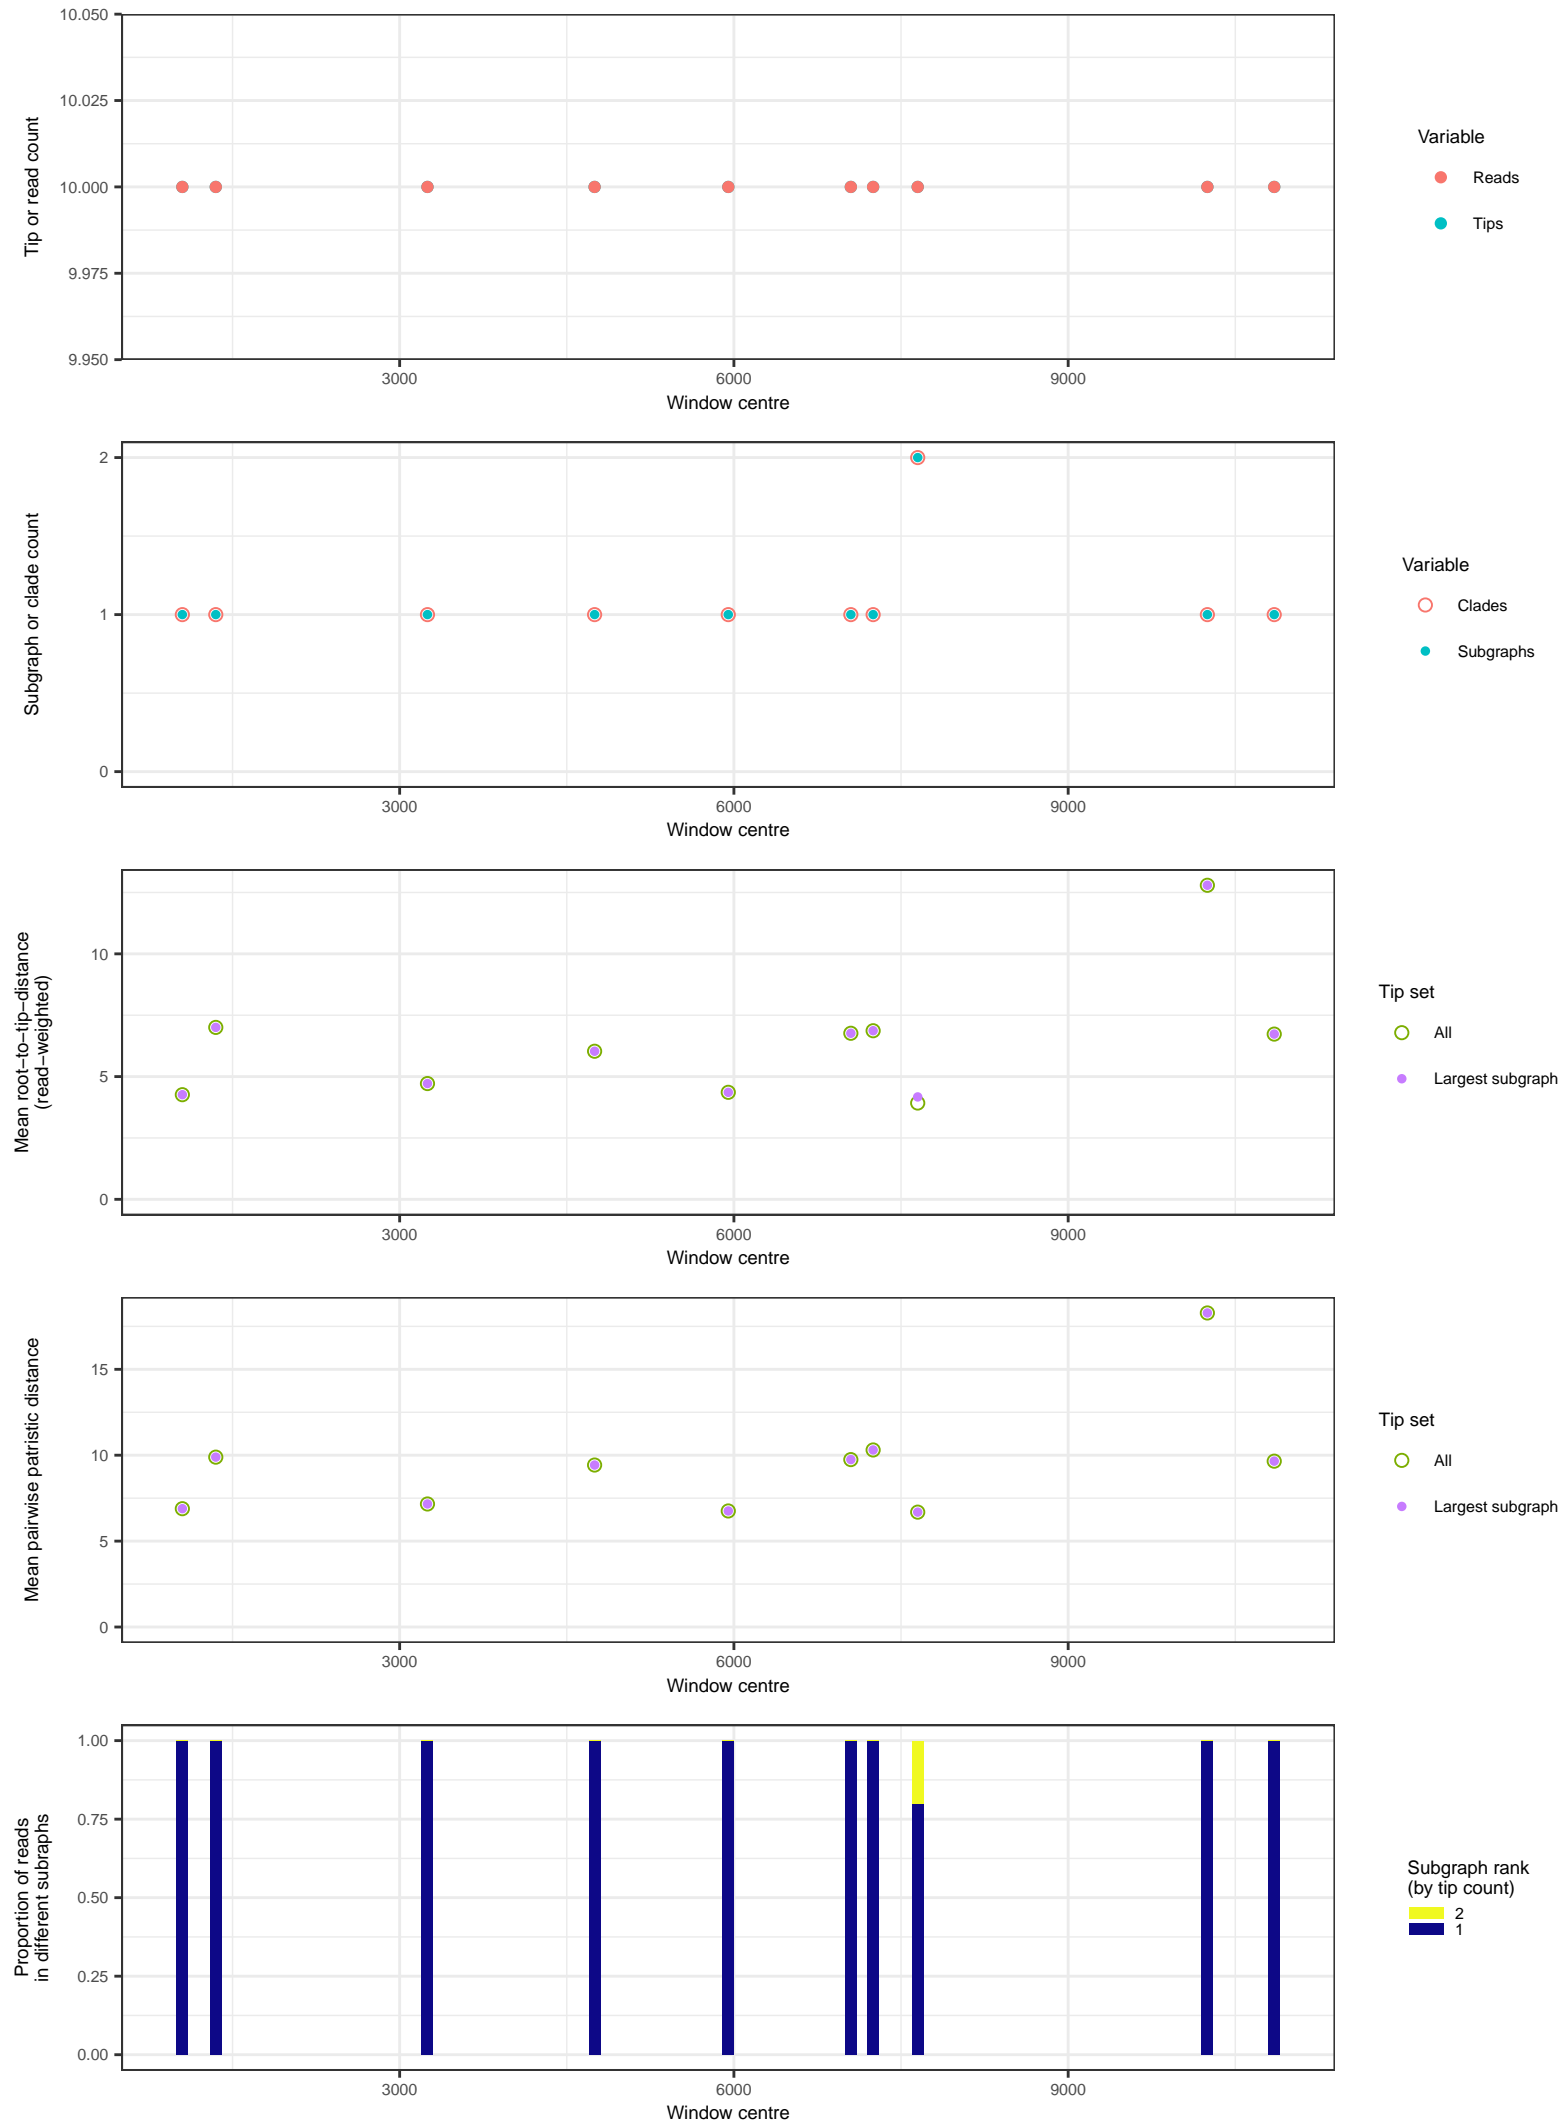 10.050
10.025
10.000
9.975
9.950
Tip or read count
3000 6000 9000
Window centre
Variable
Reads
Tips
2
1
0
Subgraph or clade count
3000 6000 9000
Window centre
Variable
Clades
Subgraphs
10
5
0
Mean root−to−tip−distance
(read−weighted)
3000 6000 9000
Window centre
Tip set
All
Largest subgraph
15
10
5
0
Mean pairwise patristic distance
3000 6000 9000
Window centre
Tip set
All
Largest subgraph
1.00
0.75
0.50
0.25
0.00
Proportion of reads
in different subraphs
3000 6000 9000
Window centre
Subgraph rank
(by tip count)
2
1